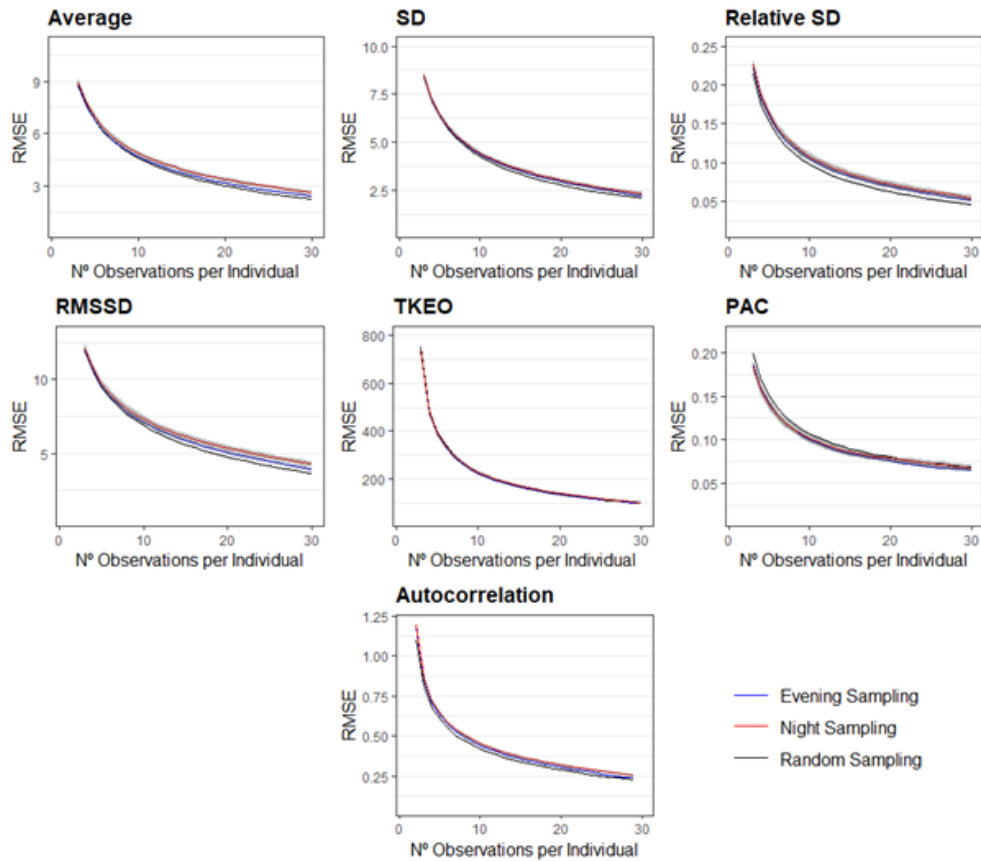 Average
9
6
3
RMSE
0
10
20
30
Nº Observations per Individual
SD
10.0
7.5
5.0
2.5
RMSE
0
10
20
30
Nº Observations per Individual
Relative SD
0.25
0.20
0.15
0.10
0.05
RMSE
0
10
20
30
Nº Observations per Individual
RMSSD
10
5
RMSE
0
10
20
30
Nº Observations per Individual
TKEO
800
600
400
200
RMSE
0
10
20
30
Nº Observations per Individual
PAC
0.20
0.15
0.10
0.05
RMSE
0
10
20
30
Nº Observations per Individual
Autocorrelation
1.25
1.00
0.75
0.50
0.25
RMSE
0
10
20
30
Nº Observations per Individual
Evening Sampling
Night Sampling
Random Sampling